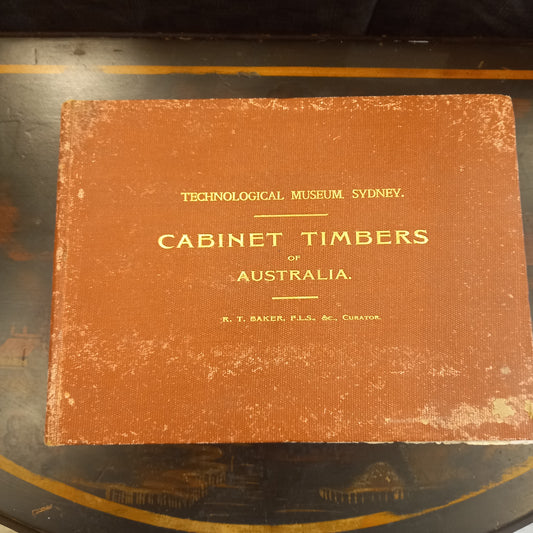 TECHNOLOGICAL MUSEUM, SYDNEY.
CABINET TIMBERS
OF
AUSTRALIA.
R. T. BAKER, F.L.S., &c., CURATOR.